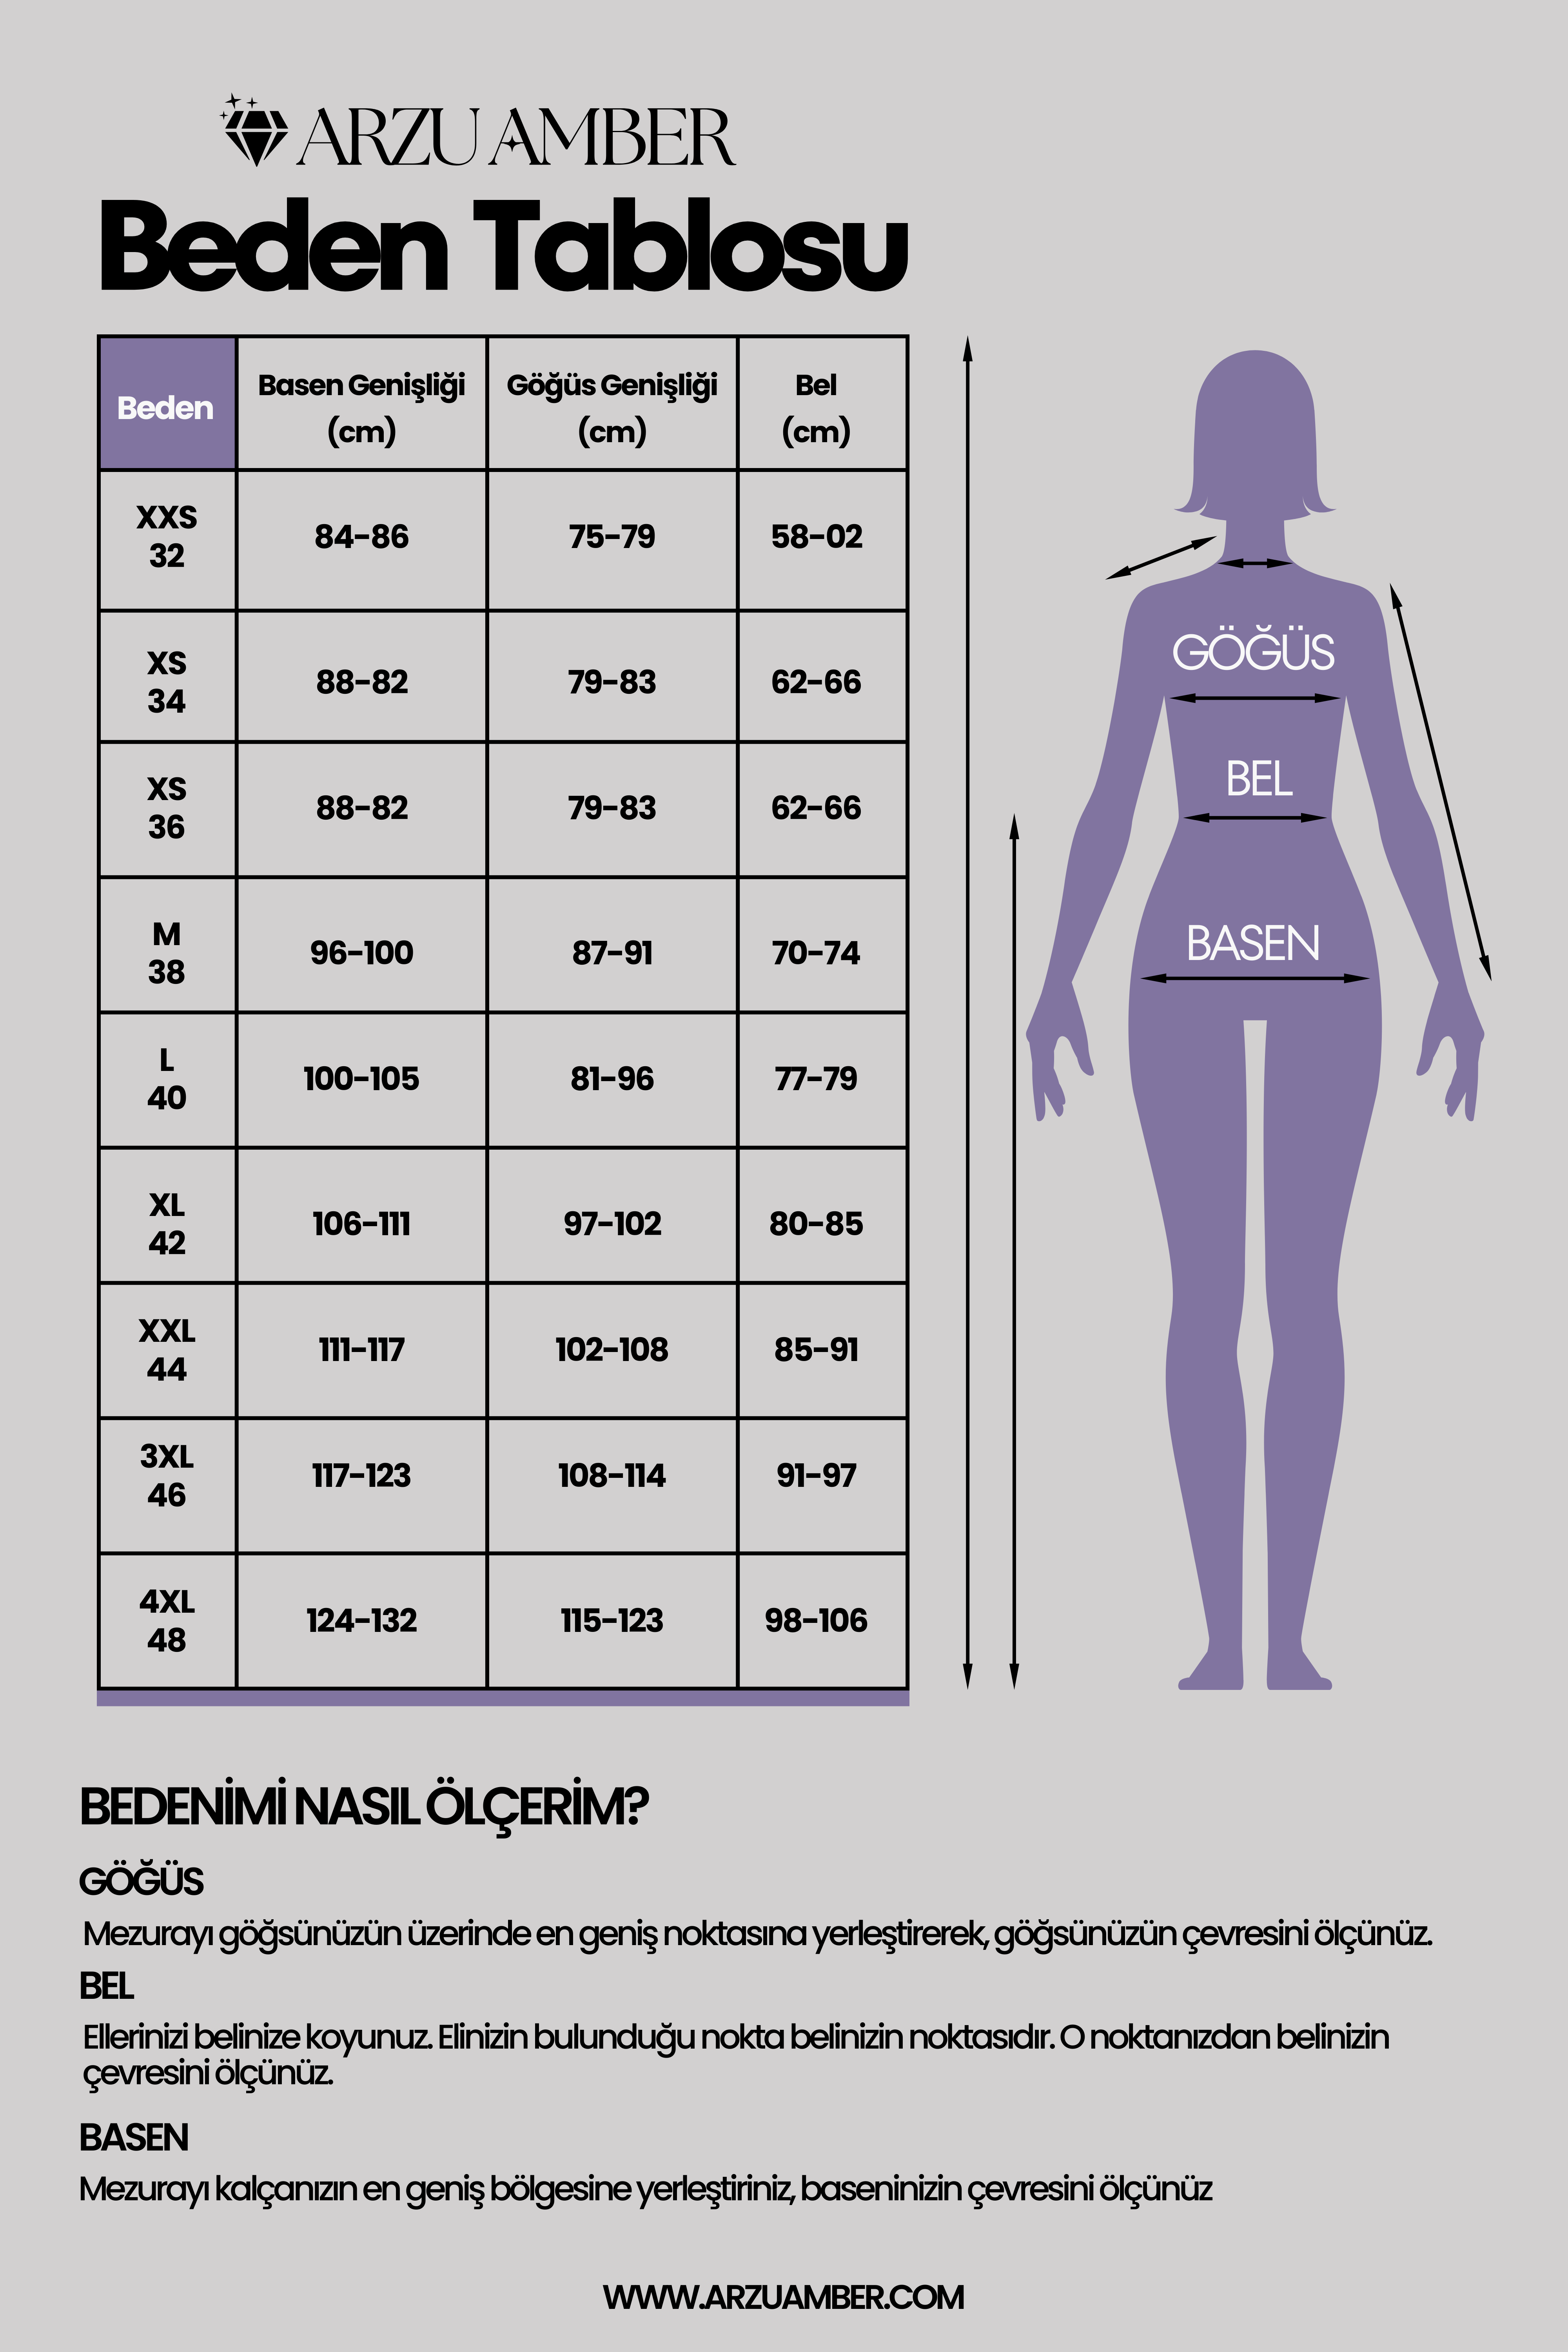 ARZU AMBER
Beden Tablosu
Beden
Basen Genişliği
(cm)
Göğüs Genişliği
(cm)
Bel
(cm)
XXS
32
84-86
75-79
58-02
XS
34
88-82
79-83
62-66
XS
36
88-82
79-83
62-66
M
38
96-100
87-91
70-74
L
40
100-105
81-96
77-79
XL
42
106-111
97-102
80-85
XXL
44
111-117
102-108
85-91
3XL
46
117-123
108-114
91-97
4XL
48
124-132
115-123
98-106
GÖĞÜS
BEL
BASEN
BEDENİMİ NASIL ÖLÇERİM?
GÖĞÜS
Mezurayı göğsünüzün üzerinde en geniş noktasına yerleştirerek, göğsünüzün çevresini ölçünüz.
BEL
Ellerinizi belinize koyunuz. Elinizin bulunduğu nokta belinizin noktasıdır. O noktanızdan belinizin
çevresini ölçünüz.
BASEN
Mezurayı kalçanızın en geniş bölgesine yerleştiriniz, baseninizin çevresini ölçünüz
WWW.ARZUAMBER.COM